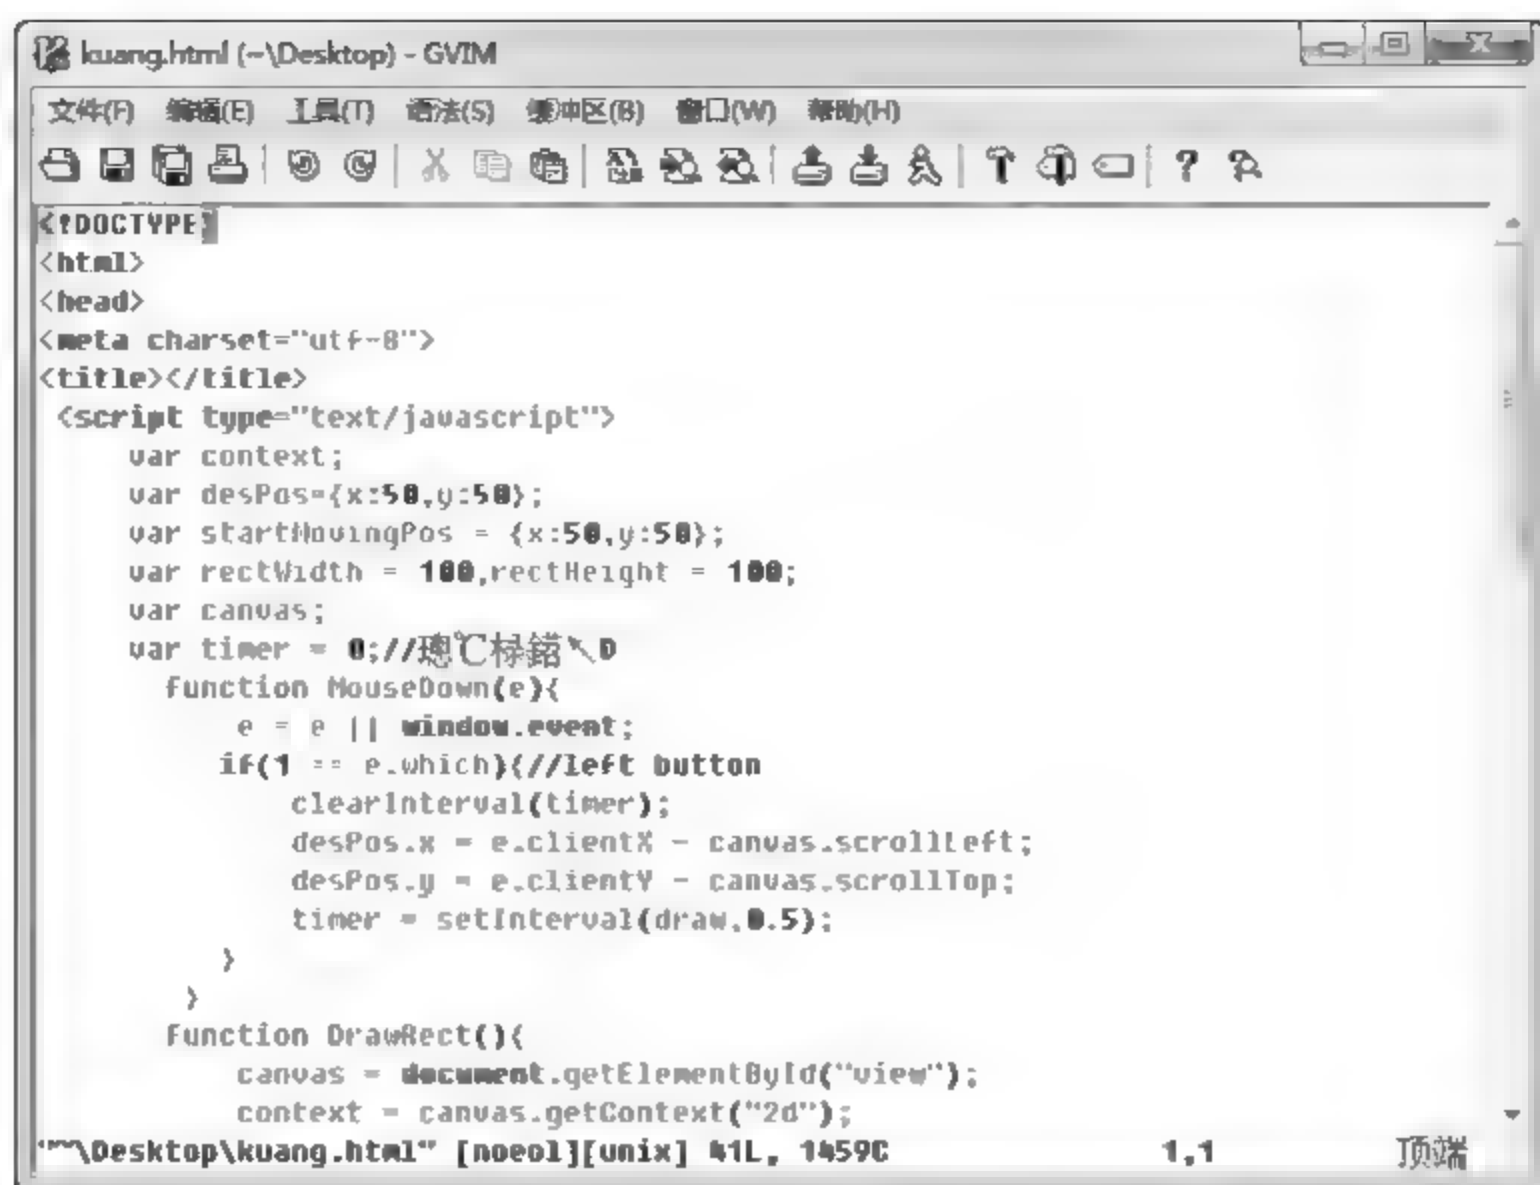 kuang.html (~\Desktop) - GVIM
文件(F) 编辑(E) 工具(T) 语法(S) 缓冲区(B) 窗口(W) 帮助(H)
<!DOCTYPE>
<html>
<head>
<meta charset="utf-8">
<title></title>
<script type="text/javascript">
var context;
var desPos={x:50,y:50};
var startMovingPos = {x:50,y:50};
var rectWidth = 100,rectHeight = 100;
var canvas;
var timer = 0;//
function MouseDown(e){
e = e || window.event;
if(1 == e.which){//left button
clearInterval(timer);
desPos.x = e.clientX - canvas.scrollLeft;
desPos.y = e.clientY - canvas.scrollTop;
timer = setInterval(draw,0.5);
}
}
function DrawRect(){
canvas = document.getElementById("view");
context = canvas.getContext("2d");
"~\Desktop\kuang.html" [noeol][unix] 41L, 1459C 1,1 顶端